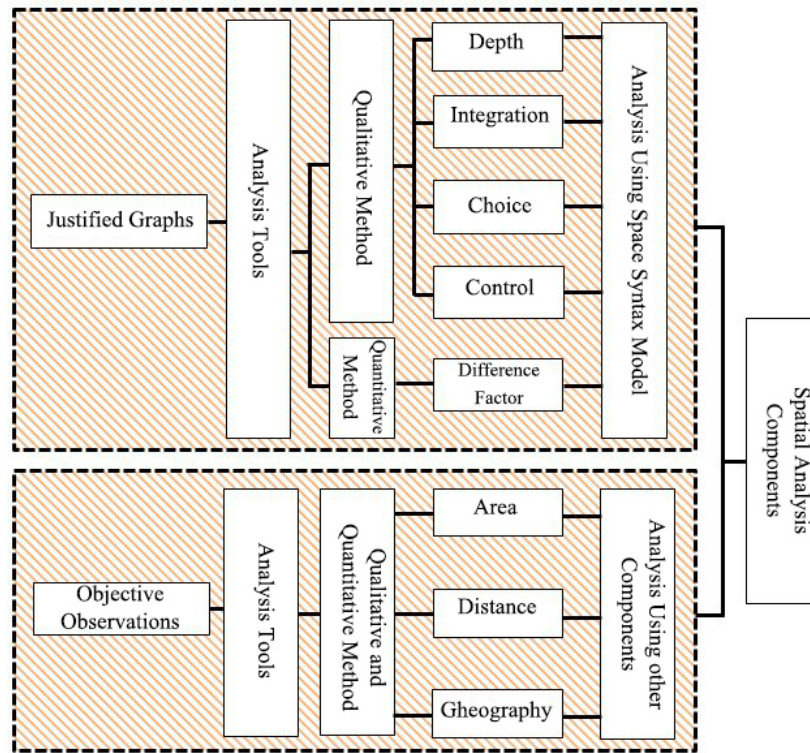 Spatial Analysis
Components
Analysis Using Space Syntax Model
Depth
Integration
Choice
Control
Difference
Factor
Qualitative Method
Quantitative
Method
Analysis Tools
Justified Graphs
Analysis Using other
Components
Area
Distance
Gheography
Qualitative and
Quantitative Method
Analysis Tools
Objective
Observations